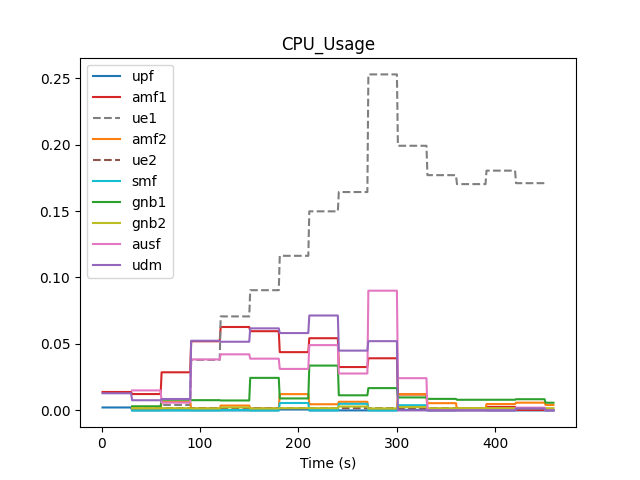 CPU_Usage
0.25
0.20
0.15
0.10
0.05
0.00
upf
amf1
ue1
amf2
ue2
smf
gnb1
gnb2
ausf
udm
0
100
200
300
400
Time (s)